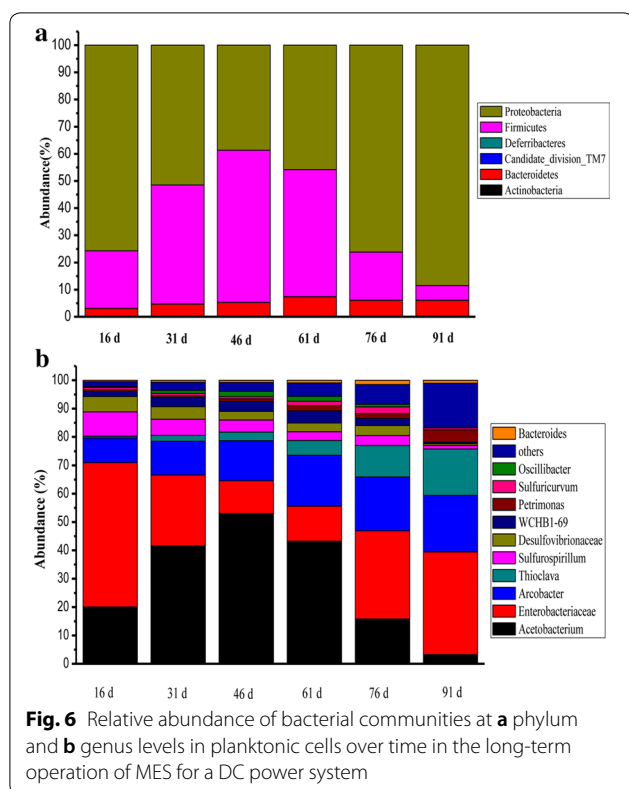 a
100
90
80
70
60
50
40
30
20
10
0
Abundance(%)
16 d 31 d 46 d 61 d 76 d 91 d
Proteobacteria
Firmicutes
Deferribacteres
Candidate_division_TM7
Bacteroidetes
Actinobacteria
b
100
90
80
70
60
50
40
30
20
10
0
Abundance (%)
16 d 31 d 46 d 61 d 76 d 91 d
Bacteroides
others
Oscillibacter
Sulfuricurvum
Petrimonas
WCHB1-69
Desulfovibrionaceae
Sulfurospirillum
Thioclava
Arcobacter
Enterobacteriaceae
Acetobacterium
Fig. 6 Relative abundance of bacterial communities at a phylum
and b genus levels in planktonic cells over time in the long-term
operation of MES for a DC power system